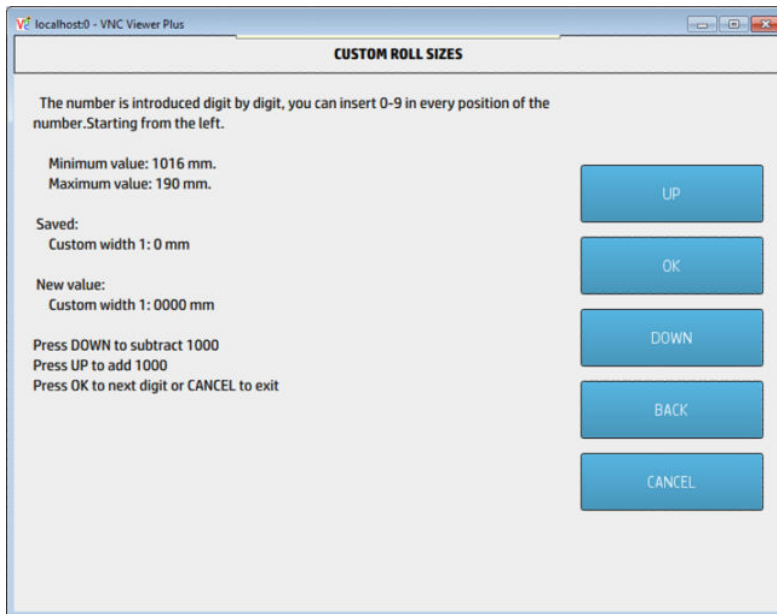 localhost:0 - VNC Viewer Plus
CUSTOM ROLL SIZES
The number is introduced digit by digit, you can insert 0-9 in every position of the
number.Starting from the left.
Minimum value: 1016 mm.
Maximum value: 190 mm.
Saved:
Custom width 1: 0 mm
New value:
Custom width 1: 0000 mm
Press DOWN to subtract 1000
Press UP to add 1000
Press OK to next digit or CANCEL to exit
UP
OK
DOWN
BACK
CANCEL